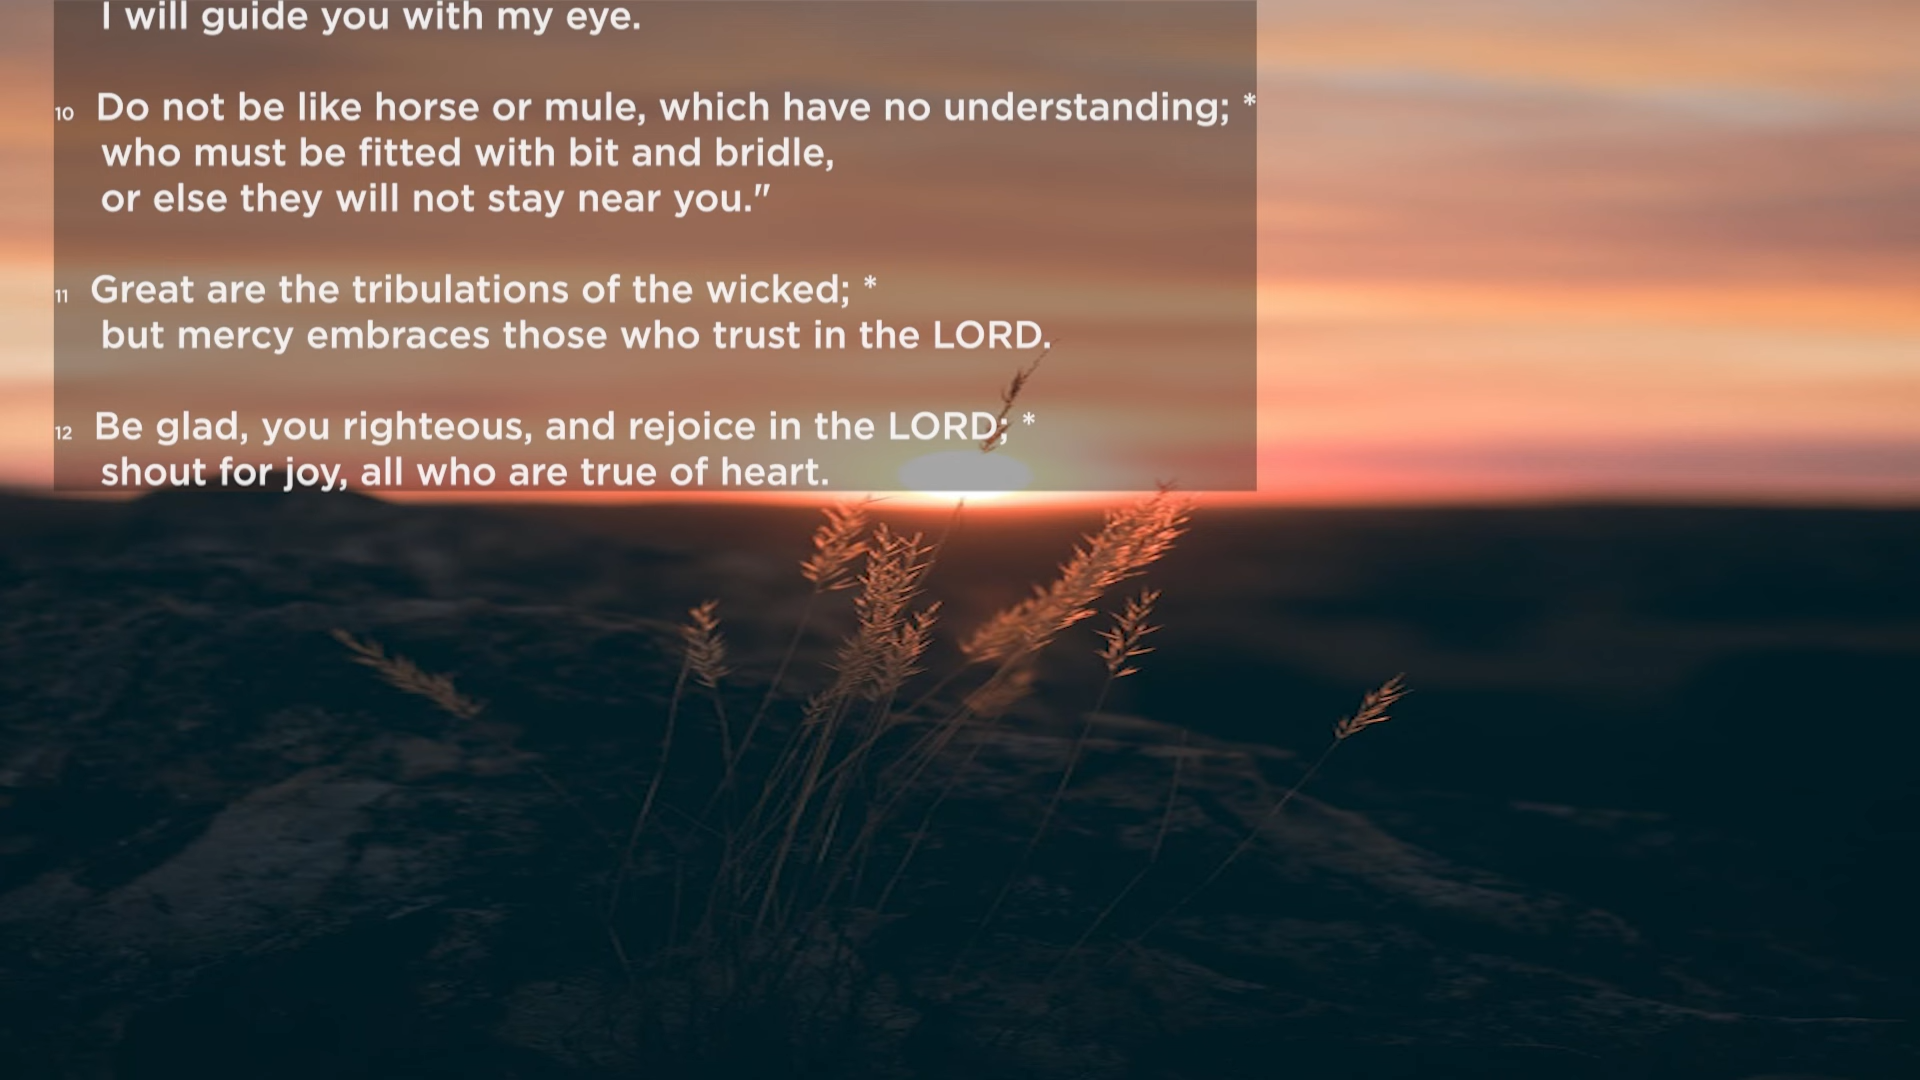 I will guide you with my eye.
10 Do not be like horse or mule, which have no understanding; *
who must be fitted with bit and bridle,
or else they will not stay near you."
11 Great are the tribulations of the wicked; *
but mercy embraces those who trust in the LORD.
12 Be glad, you righteous, and rejoice in the LORD; *
shout for joy, all who are true of heart.